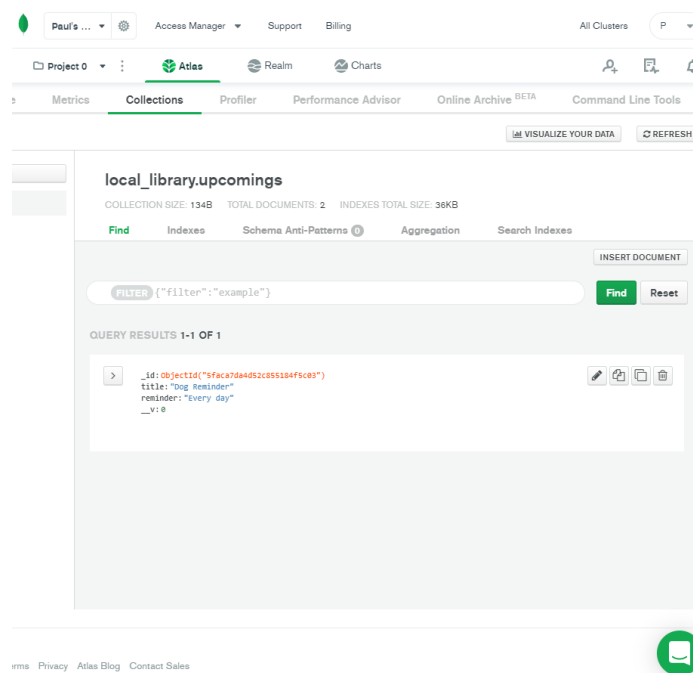 Paul's ... Access Manager Support Billing All Clusters P
Project 0 Atlas Realm Charts
Metrics Collections Profiler Performance Advisor Online Archive BETA Command Line Tools
VISUALIZE YOUR DATA REFRESH
local_library.upcomings
COLLECTION SIZE: 134B TOTAL DOCUMENTS: 2 INDEXES TOTAL SIZE: 36KB
Find Indexes Schema Anti-Patterns 0 Aggregation Search Indexes
INSERT DOCUMENT
FILTER {"filter":"example"} Find Reset
QUERY RESULTS 1-1 OF 1
_id:ObjectId("5faca7da4d52c855184f5c03")
title:"Dog Reminder"
reminder:"Every day"
__v:0
Privacy Atlas Blog Contact Sales